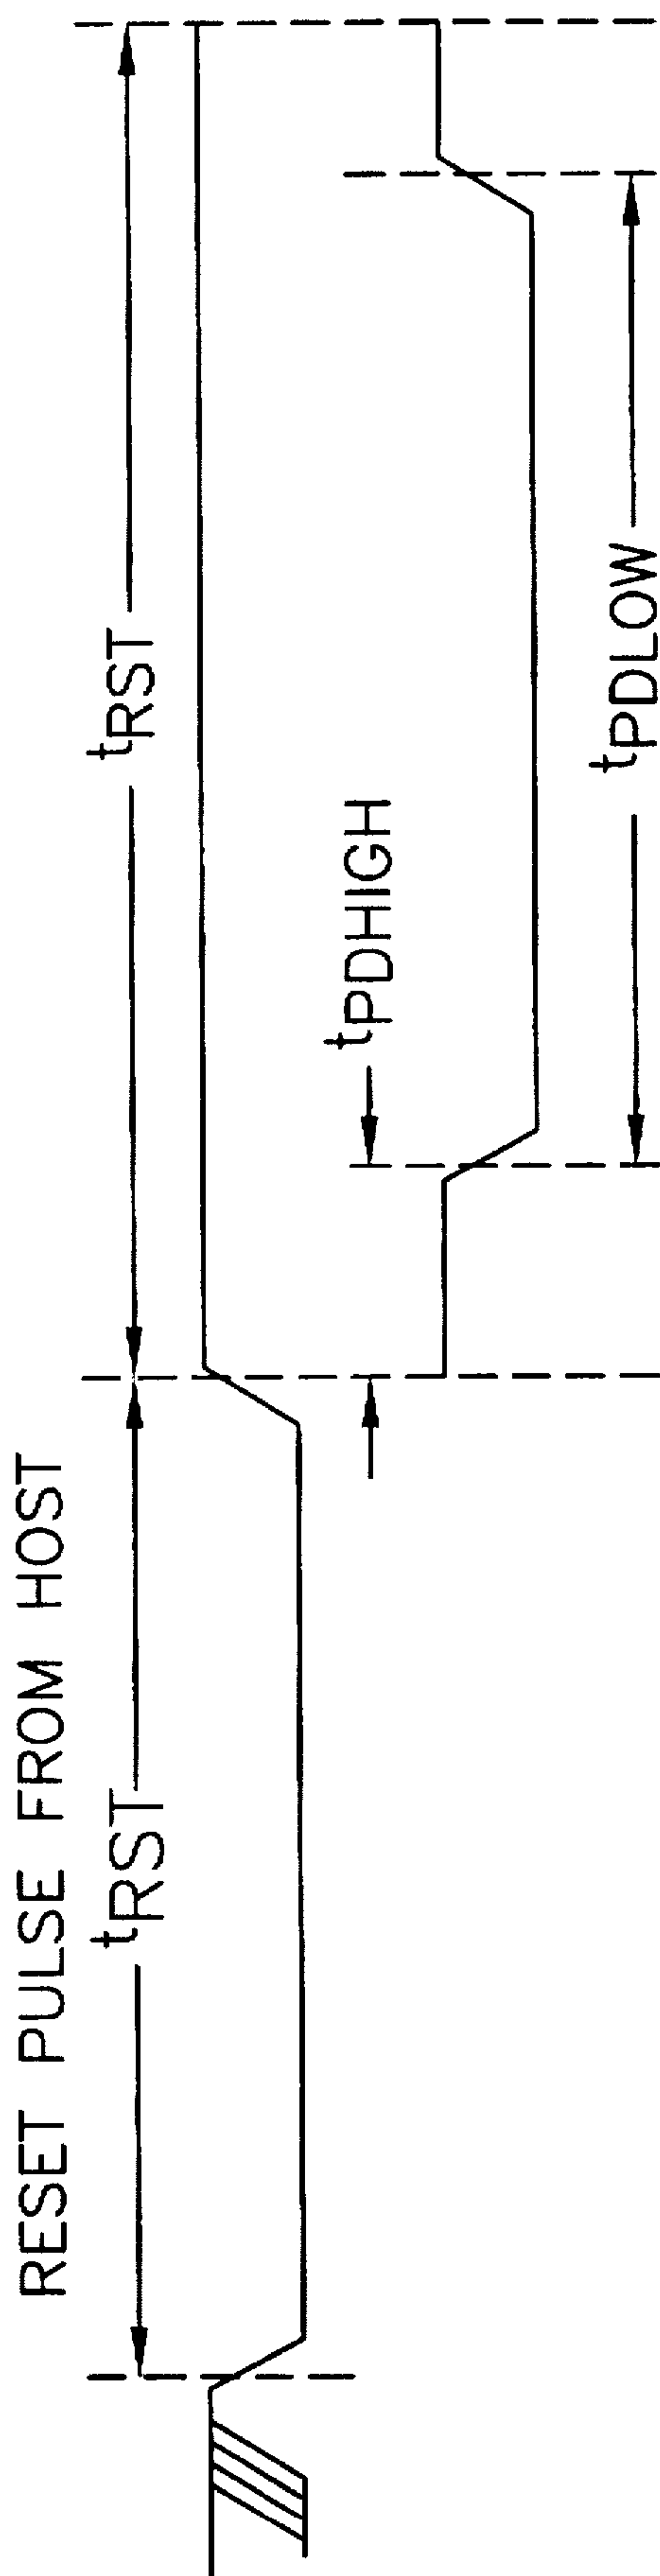 RESET PULSE FROM HOST
tRST
tRST
tPDHIGH
tPDLOW